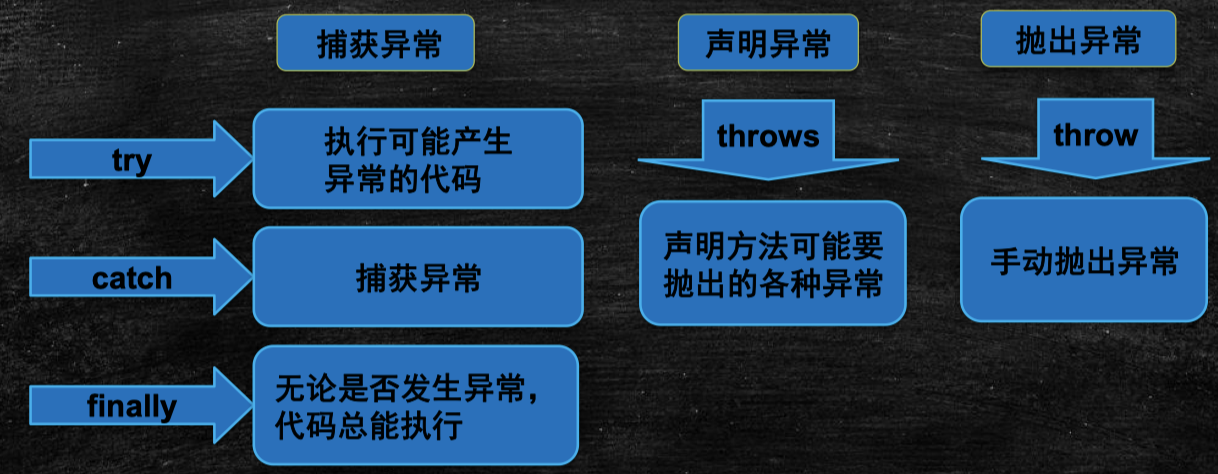 捕获异常
声明异常
抛出异常
try
执行可能产生
异常的代码
catch
捕获异常
finally
无论是否发生异常，
代码总能执行
throws
声明方法可能要
抛出的各种异常
throw
手动抛出异常